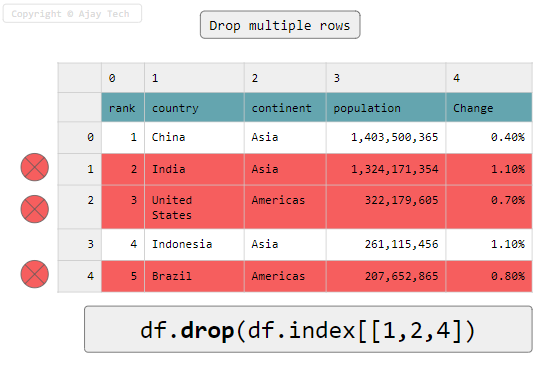 Copyright © Ajay Tech
Drop multiple rows
0 1 2 3 4
rank country continent population Change
0 1 China Asia 1,403,500,365 0.40%
1 2 India Asia 1,324,171,354 1.10%
2 3 United Americas 322,179,605 0.70%
States
3 4 Indonesia Asia 261,115,456 1.10%
4 5 Brazil Americas 207,652,865 0.80%
df.drop(df.index[[1,2,4])